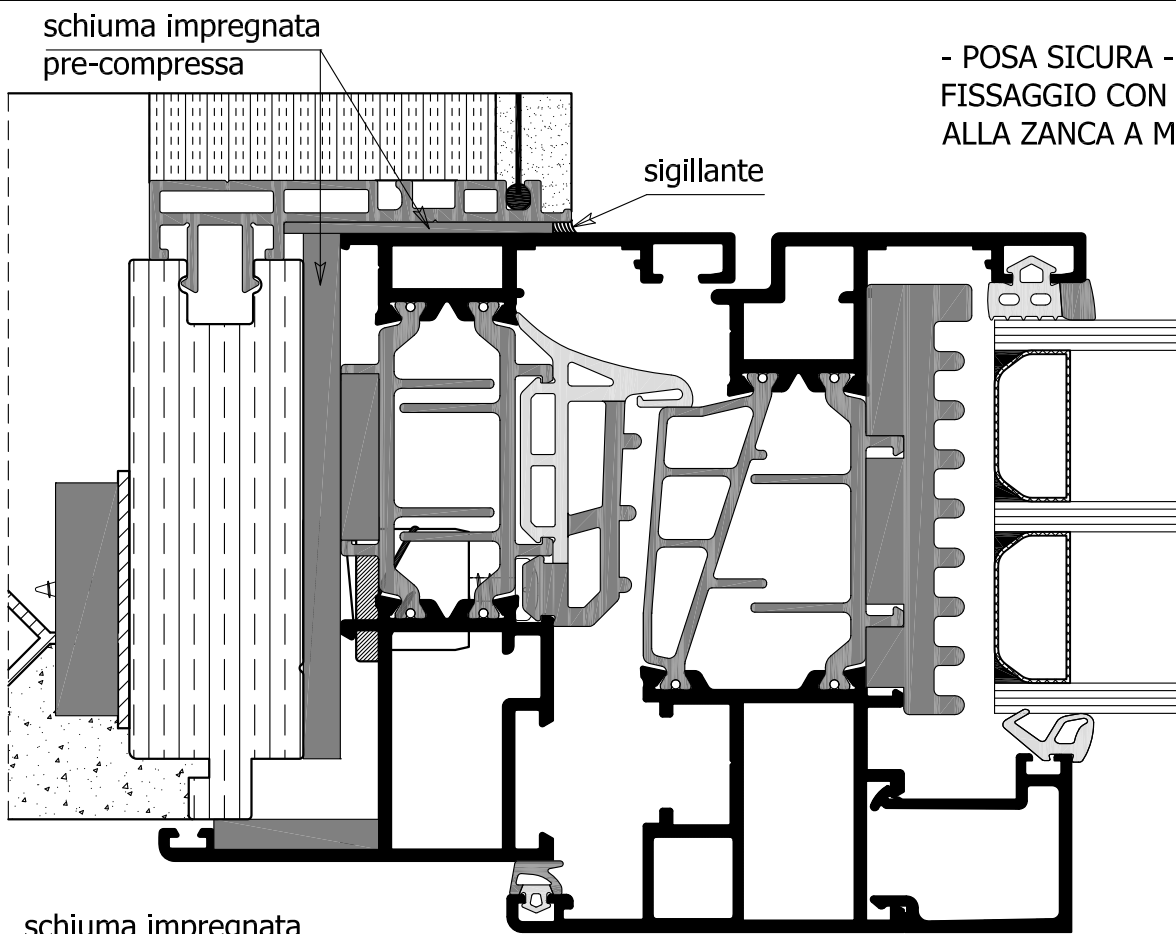 schiuma impregnata
pre-compressa
- POSA SICURA -
FISSAGGIO CON
ALLA ZANCA A M
sigillante
schiuma impregnata